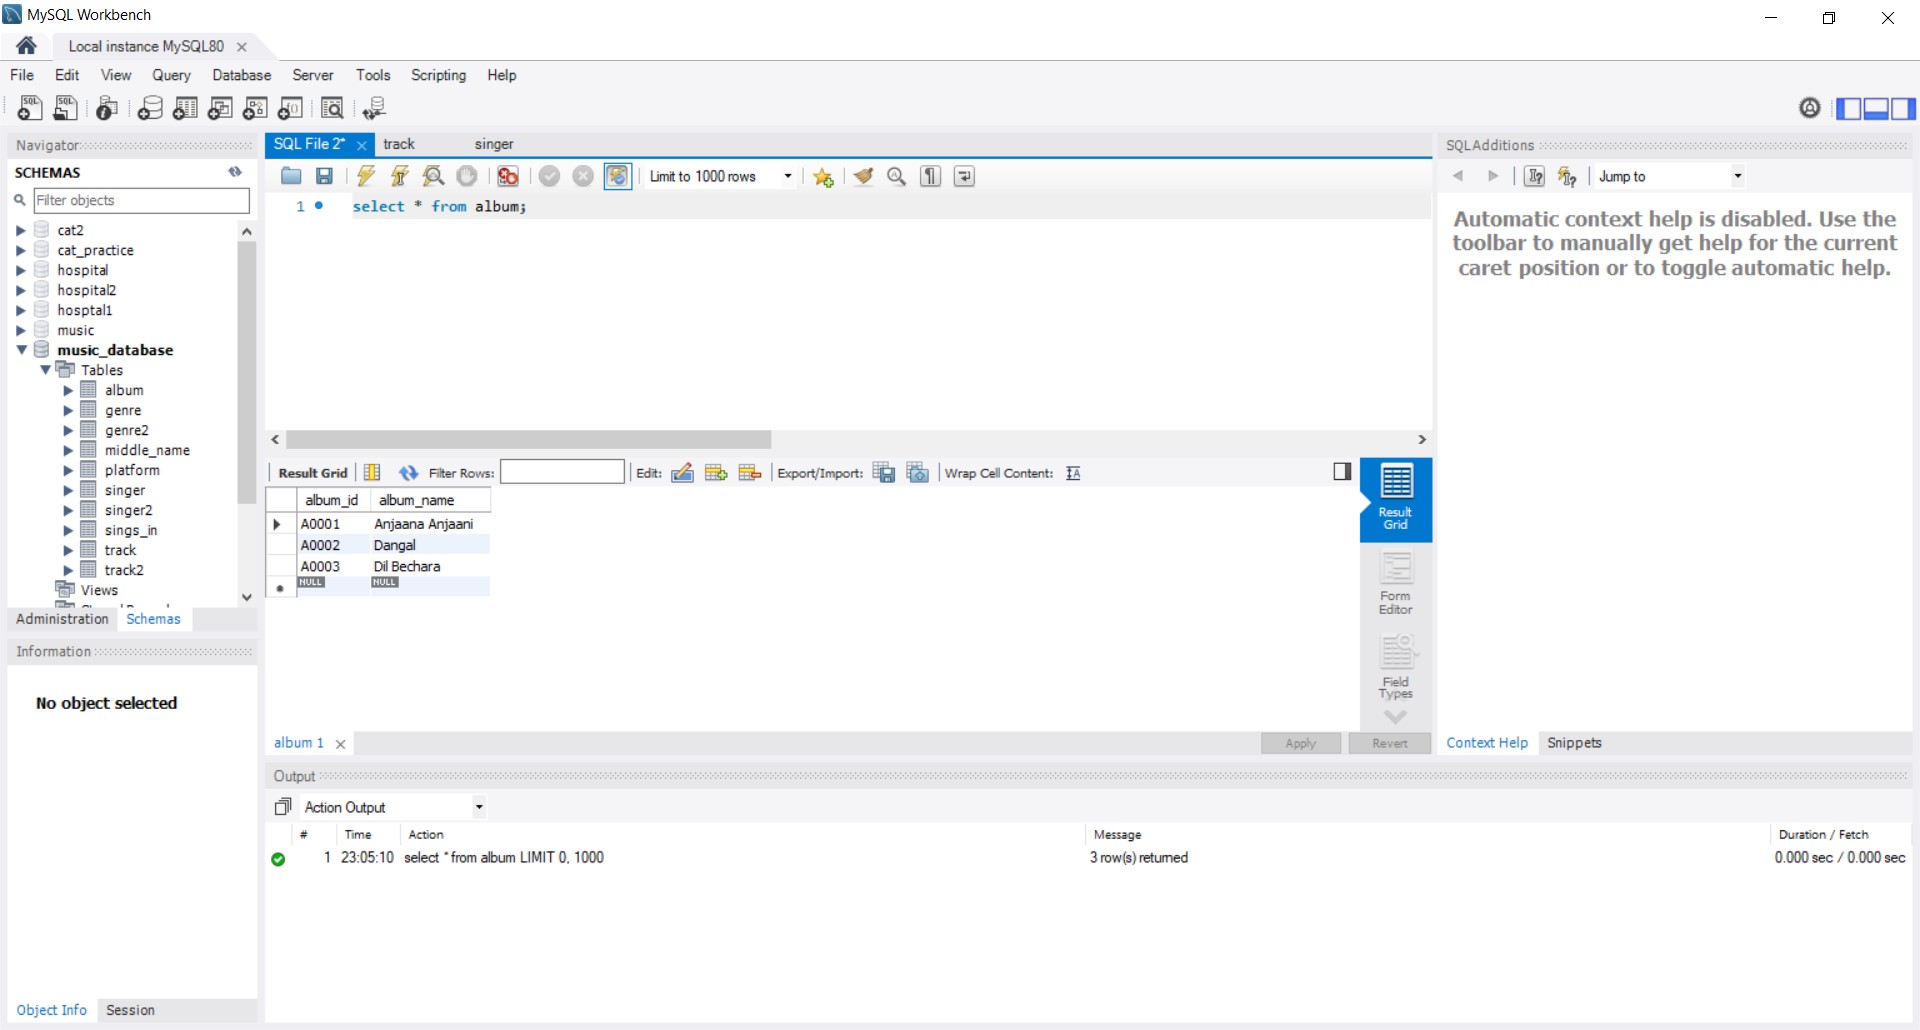 MySQL Workbench
Local instance MySQL80
File Edit View Query Database Server Tools Scripting Help
Navigator
SCHEMAS
Filter objects
cat2
cat_practice
hospital
hospital2
hosptal1
music
music_database
Tables
album
genre
genre2
middle_name
platform
singer
singer2
sings_in
track
track2
Views
Administration Schemas
Information
No object selected
Object Info Session
SQL File 2* track singer
Limit to 1000 rows
1 select * from album;
Result Grid Filter Rows: Edit: Export/Import: Wrap Cell Content:
album_id album_name
A0001 Anjaana Anjaani
A0002 Dangal
A0003 Dil Bechara
NULL NULL
Result
Grid
Form
Editor
Field
Types
album 1 Apply Revert
SQLAdditions
Jump to
Automatic context help is disabled. Use the
toolbar to manually get help for the current
caret position or to toggle automatic help.
Context Help Snippets
Output
Action Output
# Time Action Message Duration / Fetch
1 23:05:10 select * from album LIMIT 0, 1000 3 row(s) returned 0.000 sec / 0.000 sec